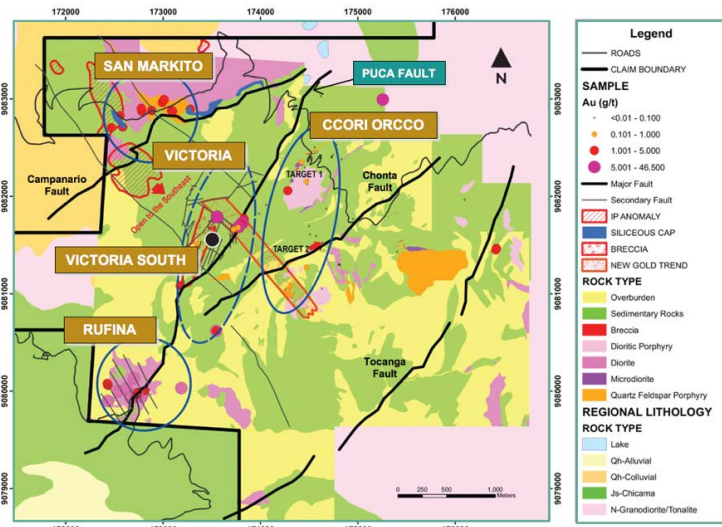 172000 173000 174000 175000 176000
9083000
9082000
9081000
9080000
9079000
SAN MARKITO
PUCA FAULT
N
CCORI ORCCO
VICTORIA
TARGET 1
Campanario
Fault
Chonta
Fault
Open to the Southeast
VICTORIA SOUTH
TARGET 2
RUFINA
Tocanga
Fault
0 250 500 1,000
Meters
9083000
9082000
9081000
9080000
9079000
Legend
ROADS
CLAIM BOUNDARY
SAMPLE
Au (g/t)
<0.01 - 0.100
0.101 - 1.000
1.001 - 5.000
5.001 - 46.500
Major Fault
Secondary Fault
IP ANOMALY
SILICEOUS CAP
BRECCIA
NEW GOLD TREND
ROCK TYPE
Overburden
Sedimentary Rocks
Breccia
Dioritic Porphyry
Diorite
Microdiorite
Quartz Feldspar Porphyry
REGIONAL LITHOLOGY
ROCK TYPE
Lake
Qh-Alluvial
Qh-Colluvial
Js-Chicama
N-Granodiorite/Tonalite